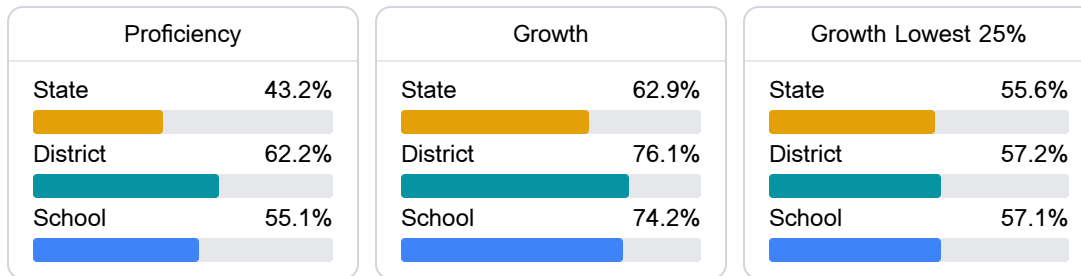 Proficiency
State 43.2%
District 62.2%
School 55.1%
Growth
State 62.9%
District 76.1%
School 74.2%
Growth Lowest 25%
State 55.6%
District 57.2%
School 57.1%